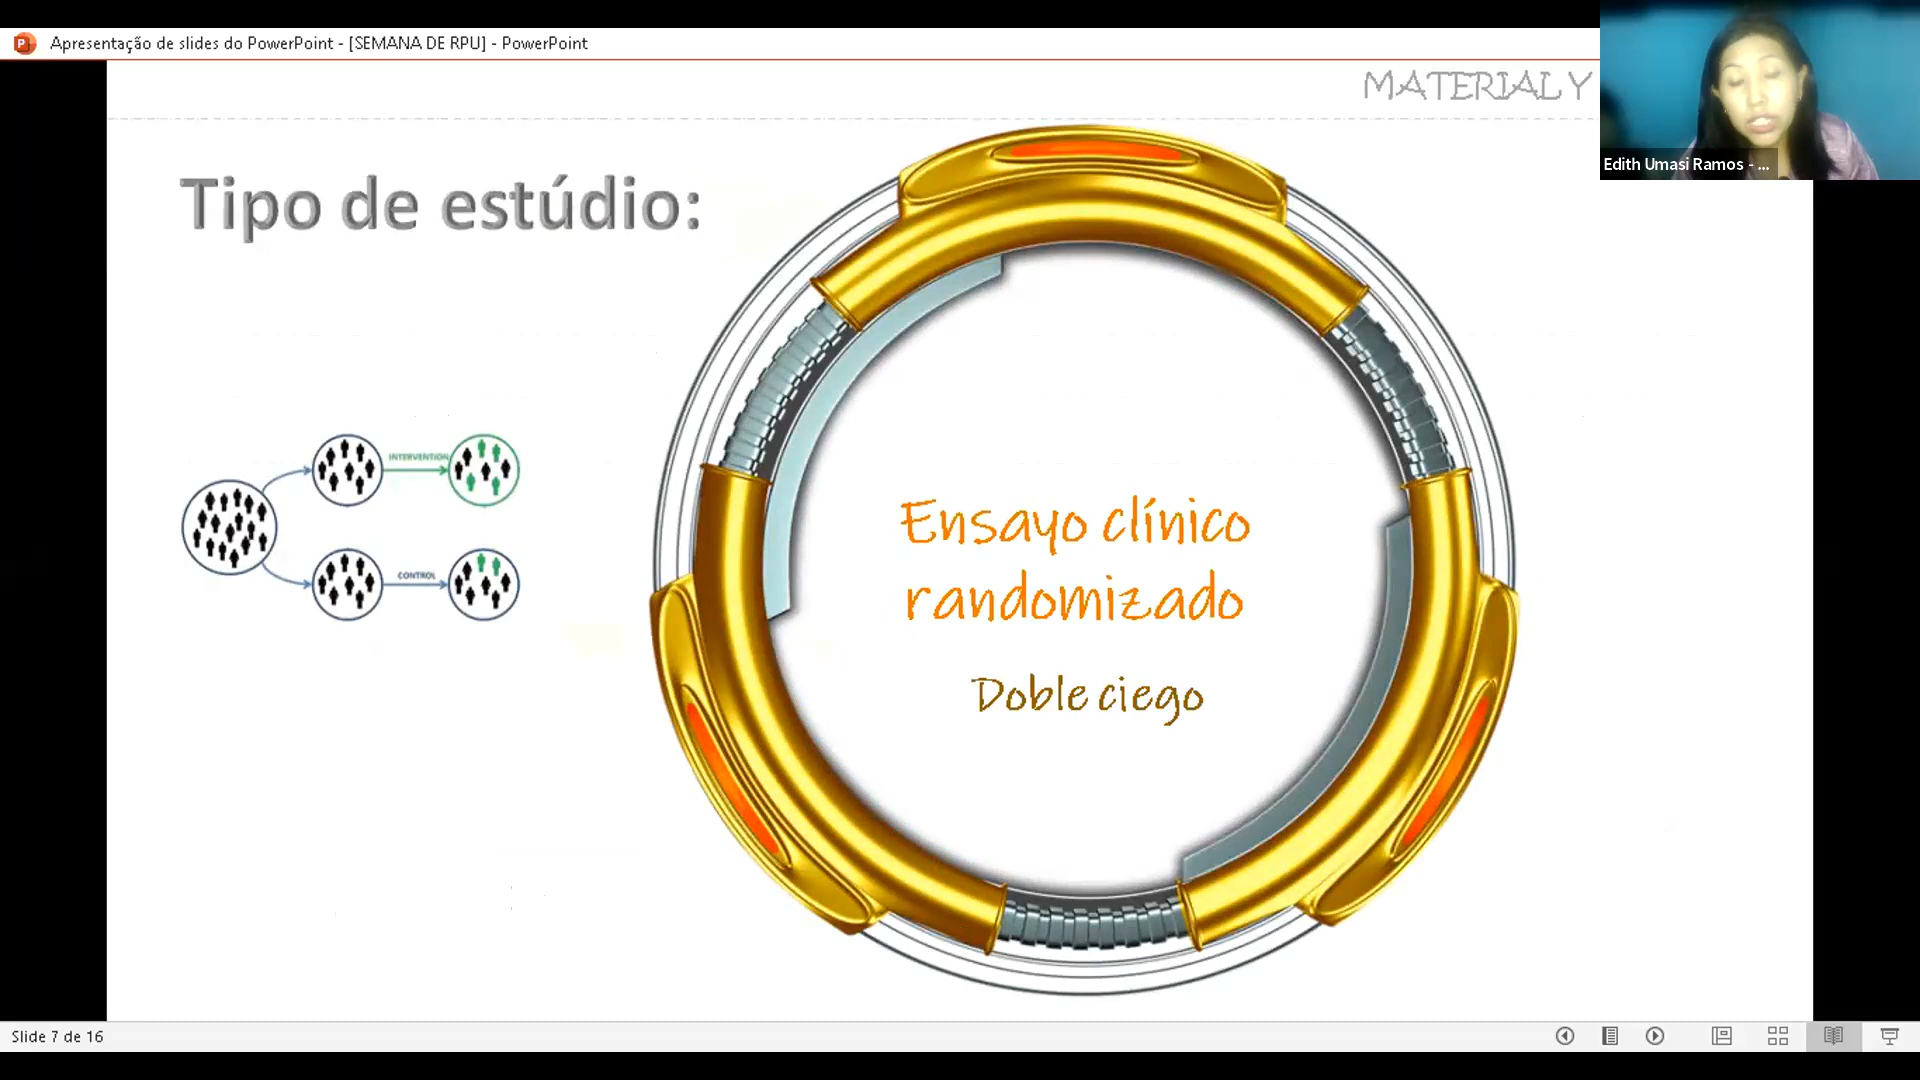 Apresentação de slides do PowerPoint - [SEMANA DE RPU] - PowerPoint
MATERIAL Y
Edith Umasi Ramos - ...
Tipo de estúdio:
INTERVENTION
CONTROL
Ensayo clínico
randomizado
Doble ciego
Slide 7 de 16